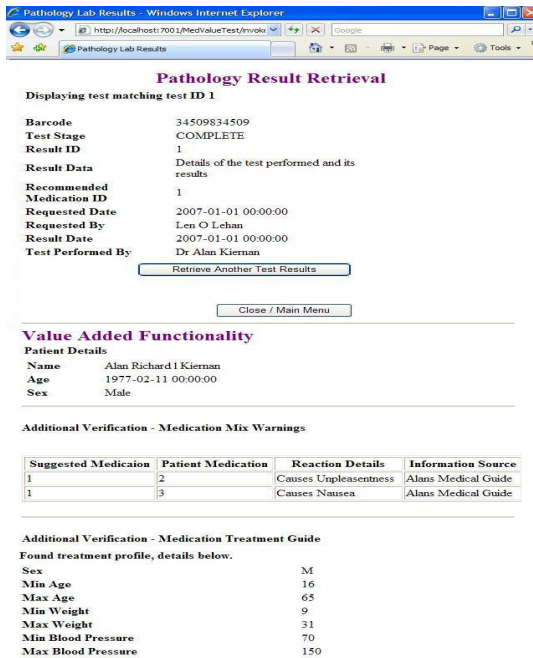 Pathology Lab Results - Windows Internet Explorer
http://localhost:7001/MedValueTest/invoke
Google
Pathology Lab Results
Page
Tools
Pathology Result Retrieval
Displaying test matching test ID 1
Barcode 34509834509
Test Stage COMPLETE
Result ID 1
Result Data Details of the test performed and its
results
Recommended
Medication ID 1
Requested Date 2007-01-01 00:00:00
Requested By Len O Lehan
Result Date 2007-01-01 00:00:00
Test Performed By Dr Alan Kiernan
Retrieve Another Test Results
Close / Main Menu
Value Added Functionality
Patient Details
Name Alan Richard l Kiernan
Age 1977-02-11 00:00:00
Sex Male
Additional Verification - Medication Mix Warnings
Suggested Medicaion Patient Medication Reaction Details Information Source
1 2 Causes Unpleasentness Alans Medical Guide
1 3 Causes Nausea Alans Medical Guide
Additional Verification - Medication Treatment Guide
Found treatment profile, details below.
Sex M
Min Age 16
Max Age 65
Min Weight 9
Max Weight 31
Min Blood Pressure 70
Max Blood Pressure 150